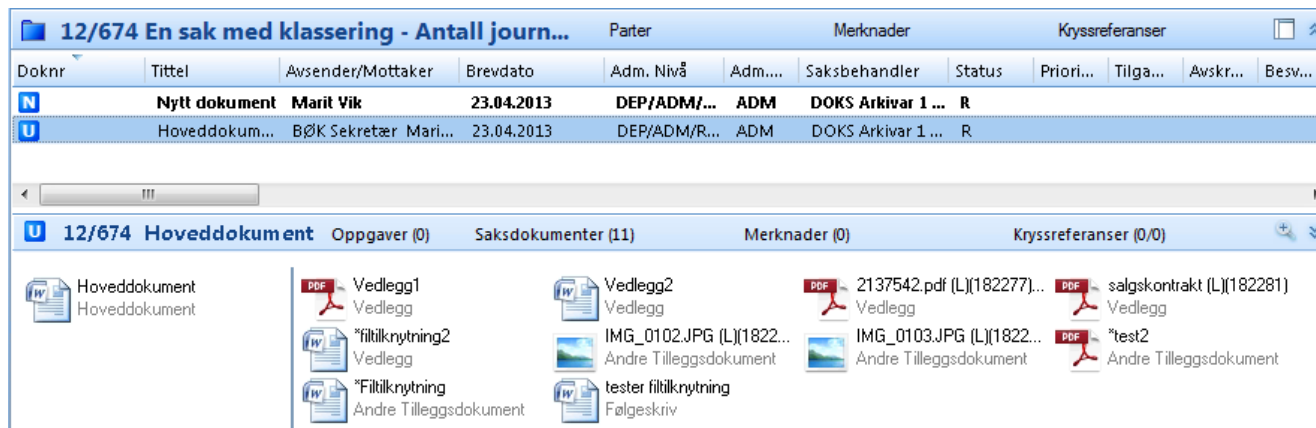 12/674 En sak med klassering - Antall journ... Parter Merknader Kryssreferanser
Doknr Tittel Avsender/Mottaker Brevdato Adm. Nivå Adm.... Saksbehandler Status Priori... Tilga... Avskr... Besv...
N Nytt dokument Marit Vik 23.04.2013 DEP/ADM/... ADM DOKS Arkivar 1 ... R
U Hoveddokum... BØK Sekretær Mari... 23.04.2013 DEP/ADM/R... ADM DOKS Arkivar 1 ... R
U 12/674 Hoveddokument Oppgaver (0) Saksdokumenter (11) Merknader (0) Kryssreferanser (0/0)
Hoveddokument
Hoveddokument
PDF Vedlegg1 Vedlegg2 PDF 2137542.pdf (L)(182277)... PDF salgskontrakt (L)(182281)
Vedlegg Vedlegg Vedlegg Vedlegg
*filtilknytning2 IMG_0102.JPG (L)(1822... IMG_0103.JPG (L)(1822... PDF *test2
Vedlegg Andre Tilleggsdokument Andre Tilleggsdokument Andre Tilleggsdokument
*Filtilknytning tester filtilknytning
Andre Tilleggsdokument Følgeskriv